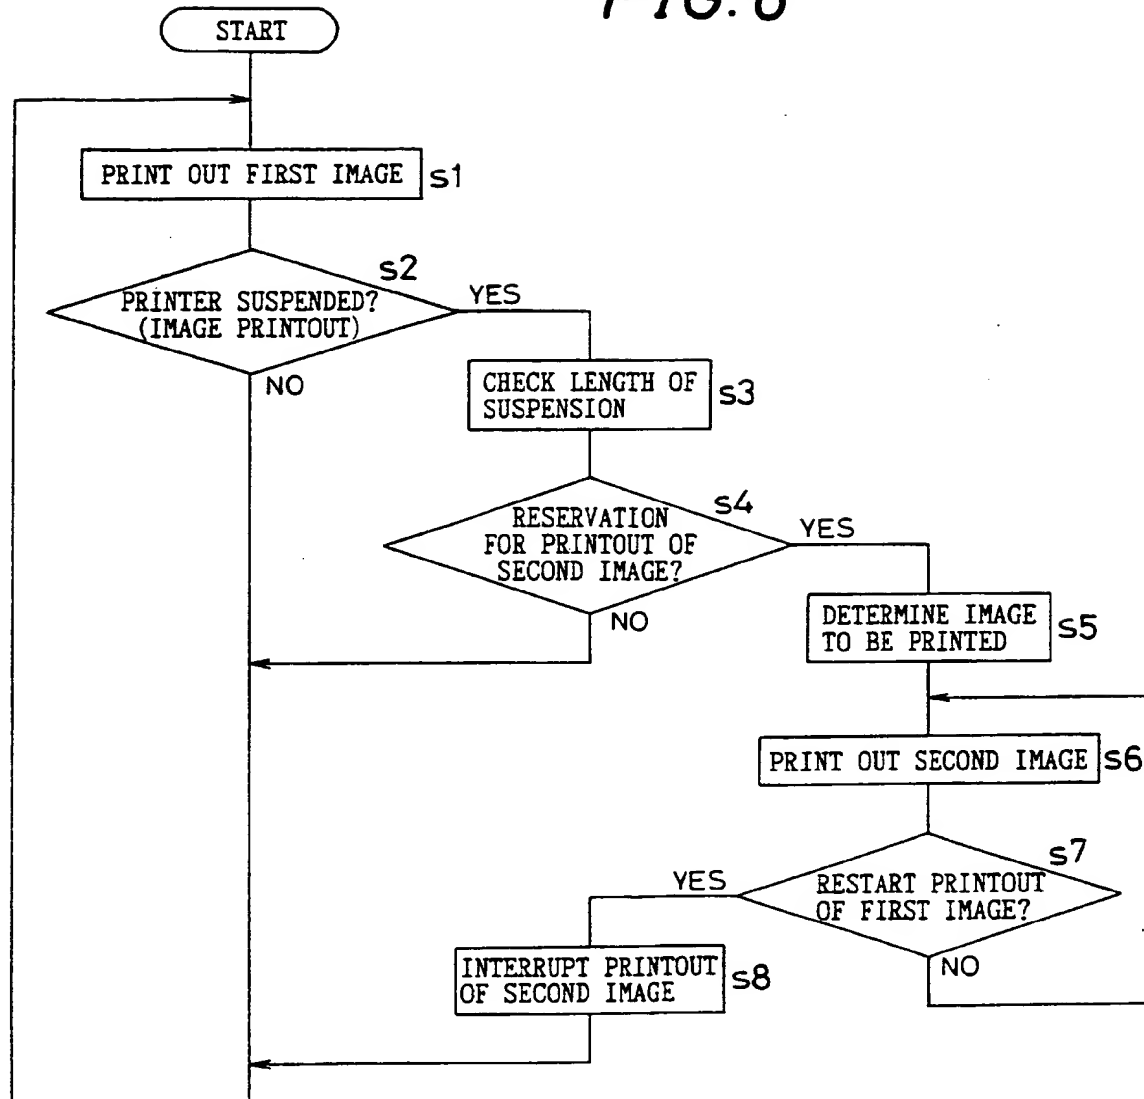 START
PRINT OUT FIRST IMAGE
s1
s2
PRINTER SUSPENDED?
(IMAGE PRINTOUT)
YES
NO
CHECK LENGTH OF
SUSPENSION
s3
s4
RESERVATION
FOR PRINTOUT OF
SECOND IMAGE?
YES
NO
DETERMINE IMAGE
TO BE PRINTED
s5
PRINT OUT SECOND IMAGE
s6
s7
RESTART PRINTOUT
OF FIRST IMAGE?
YES
NO
INTERRUPT PRINTOUT
OF SECOND IMAGE
s8